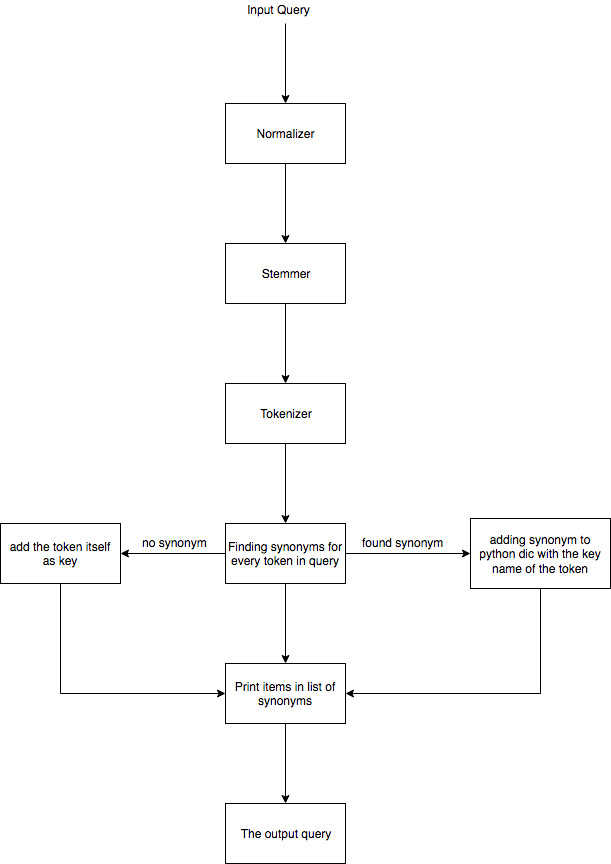 Input Query
Normalizer
Stemmer
Tokenizer
add the token itself
as key
no synonym
Finding synonyms for
every token in query
found synonym
adding synonym to
python dic with the key
name of the token
Print items in list of
synonyms
The output query